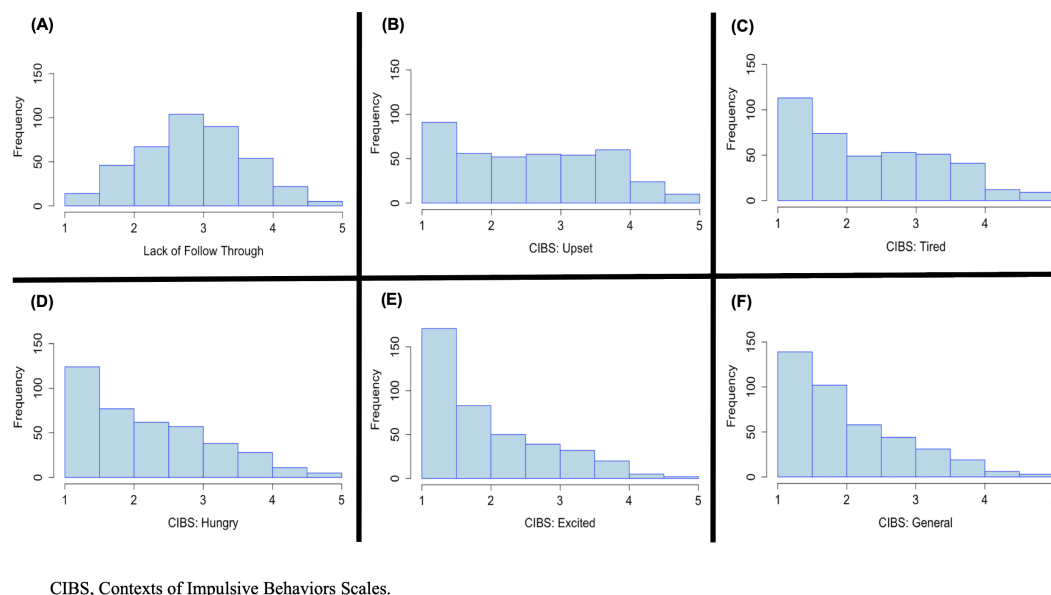 (A)
Frequency
0 50 100 150
1 2 3 4 5
Lack of Follow Through
(B)
Frequency
0 50 100 150
1 2 3 4 5
CIBS: Upset
(C)
Frequency
0 50 100 150
1 2 3 4
CIBS: Tired
(D)
Frequency
0 50 100 150
1 2 3 4 5
CIBS: Hungry
(E)
Frequency
0 50 100 150
1 2 3 4 5
CIBS: Excited
(F)
Frequency
0 50 100 150
1 2 3 4
CIBS: General
CIBS, Contexts of Impulsive Behaviors Scales.